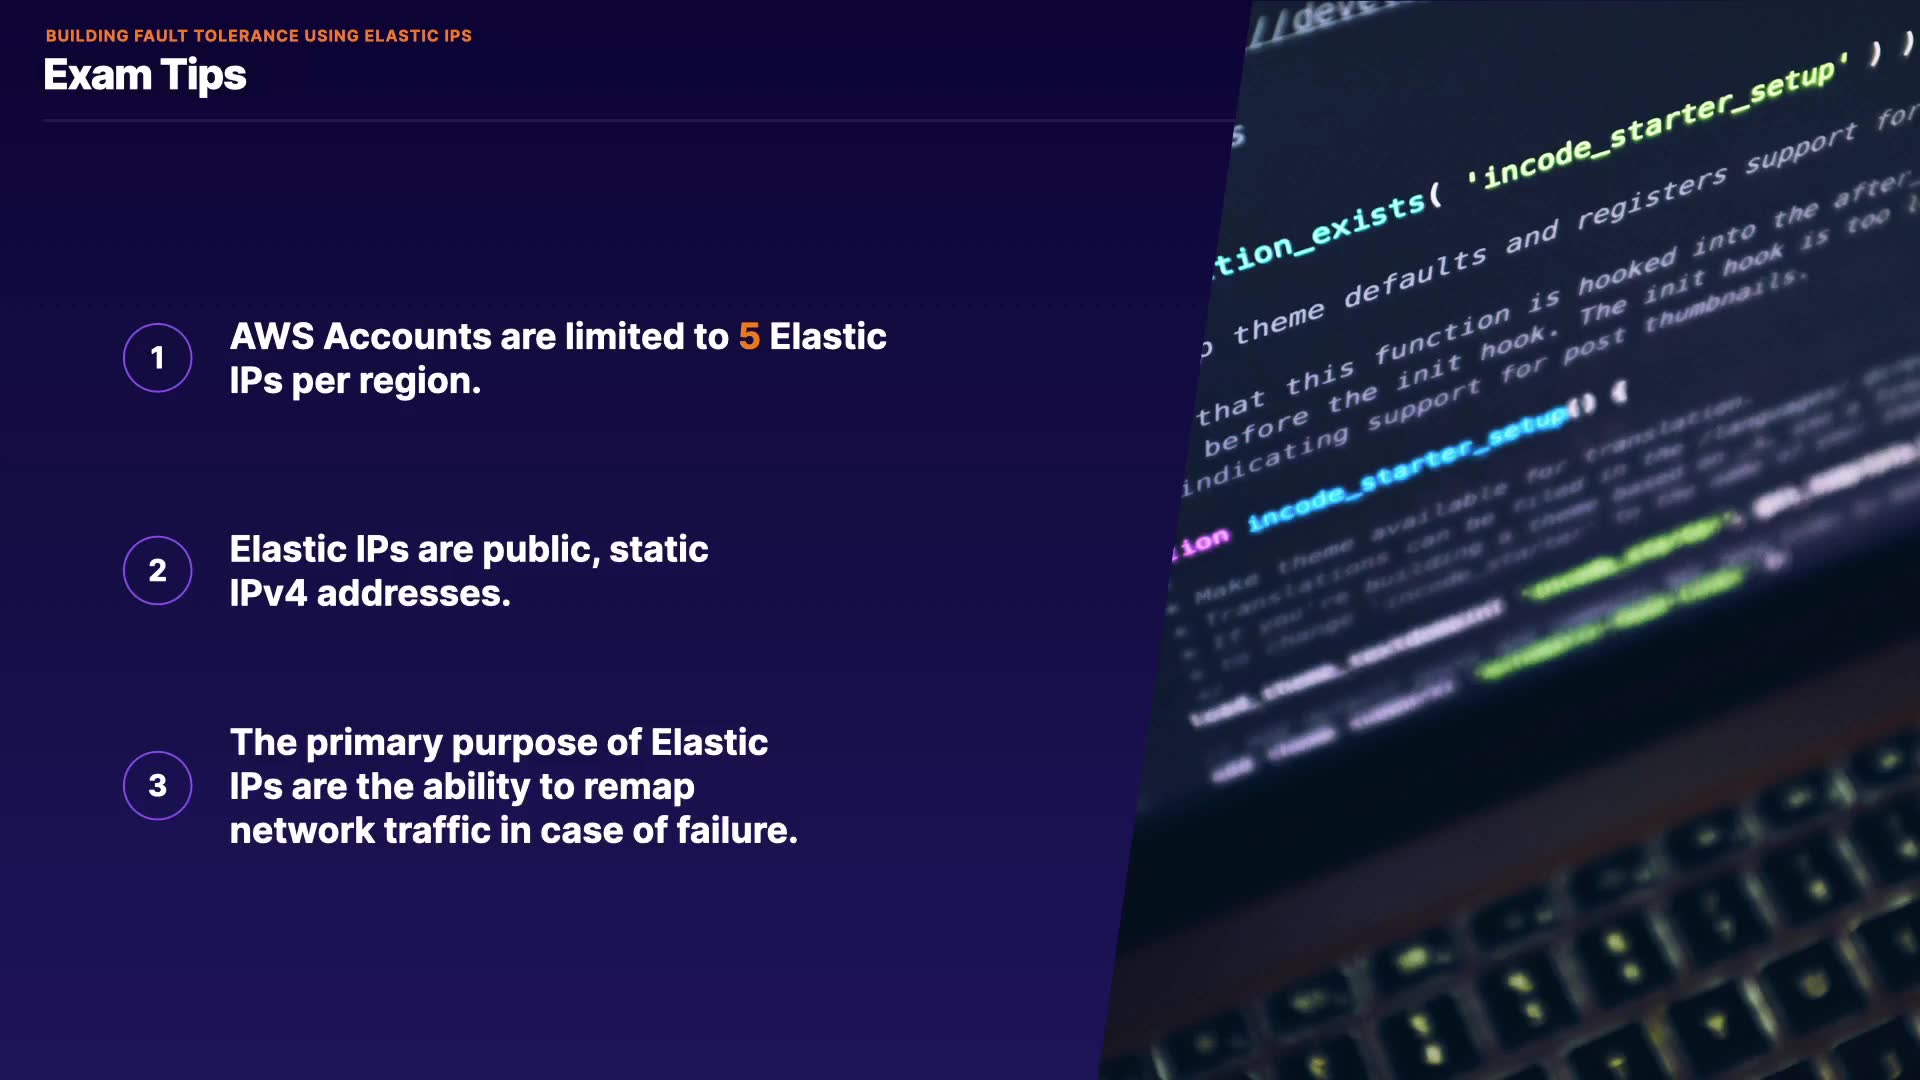 BUILDING FAULT TOLERANCE USING ELASTIC IPS
Exam Tips
1
AWS Accounts are limited to 5 Elastic
IPs per region.
2
Elastic IPs are public, static
IPv4 addresses.
3
The primary purpose of Elastic
IPs are the ability to remap
network traffic in case of failure.
tion_exists( 'incode_starter_setup' ) )
theme defaults and registers support for
that this function is hooked into the after_
before the init hook. The init hook is too
indicating support for post thumbnails.
ion incode_starter_setup() {
* Make theme available for translation.
* Translations can be filed in the /languages/
* If you're building a theme based on
* to change 'incode_starter' to the name of your